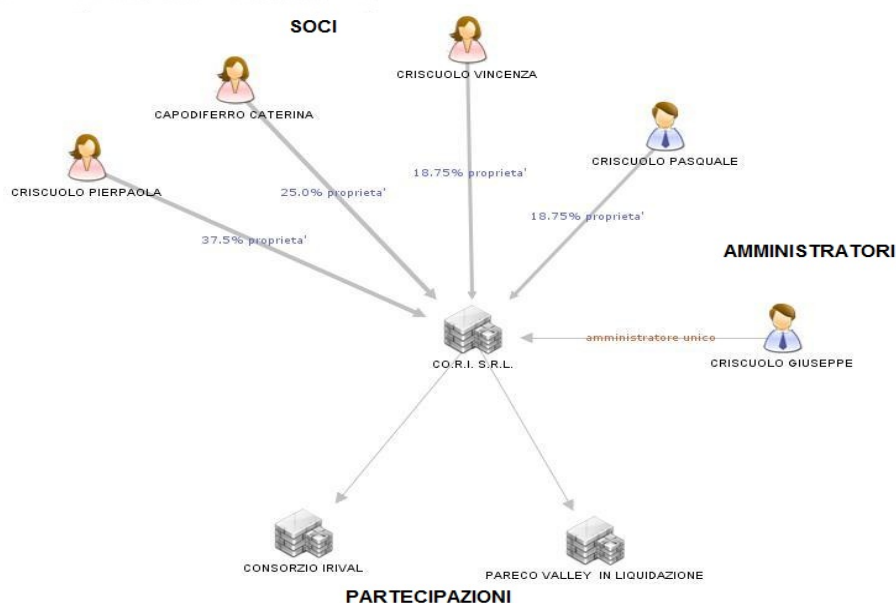 SOCI
CRISCUOLO VINCENZA
CAPODIFERRO CATERINA
CRISCUOLO PASQUALE
CRISCUOLO PIERPAOLA
18.75% proprieta'
25.0% proprieta'
18.75% proprieta'
37.5% proprieta'
AMMINISTRATORI
amministratore unico
CO.R.I. S.R.L.
CRISCUOLO GIUSEPPE
CONSORZIO IRIVAL
PARECO VALLEY IN LIQUIDAZIONE
PARTECIPAZIONI